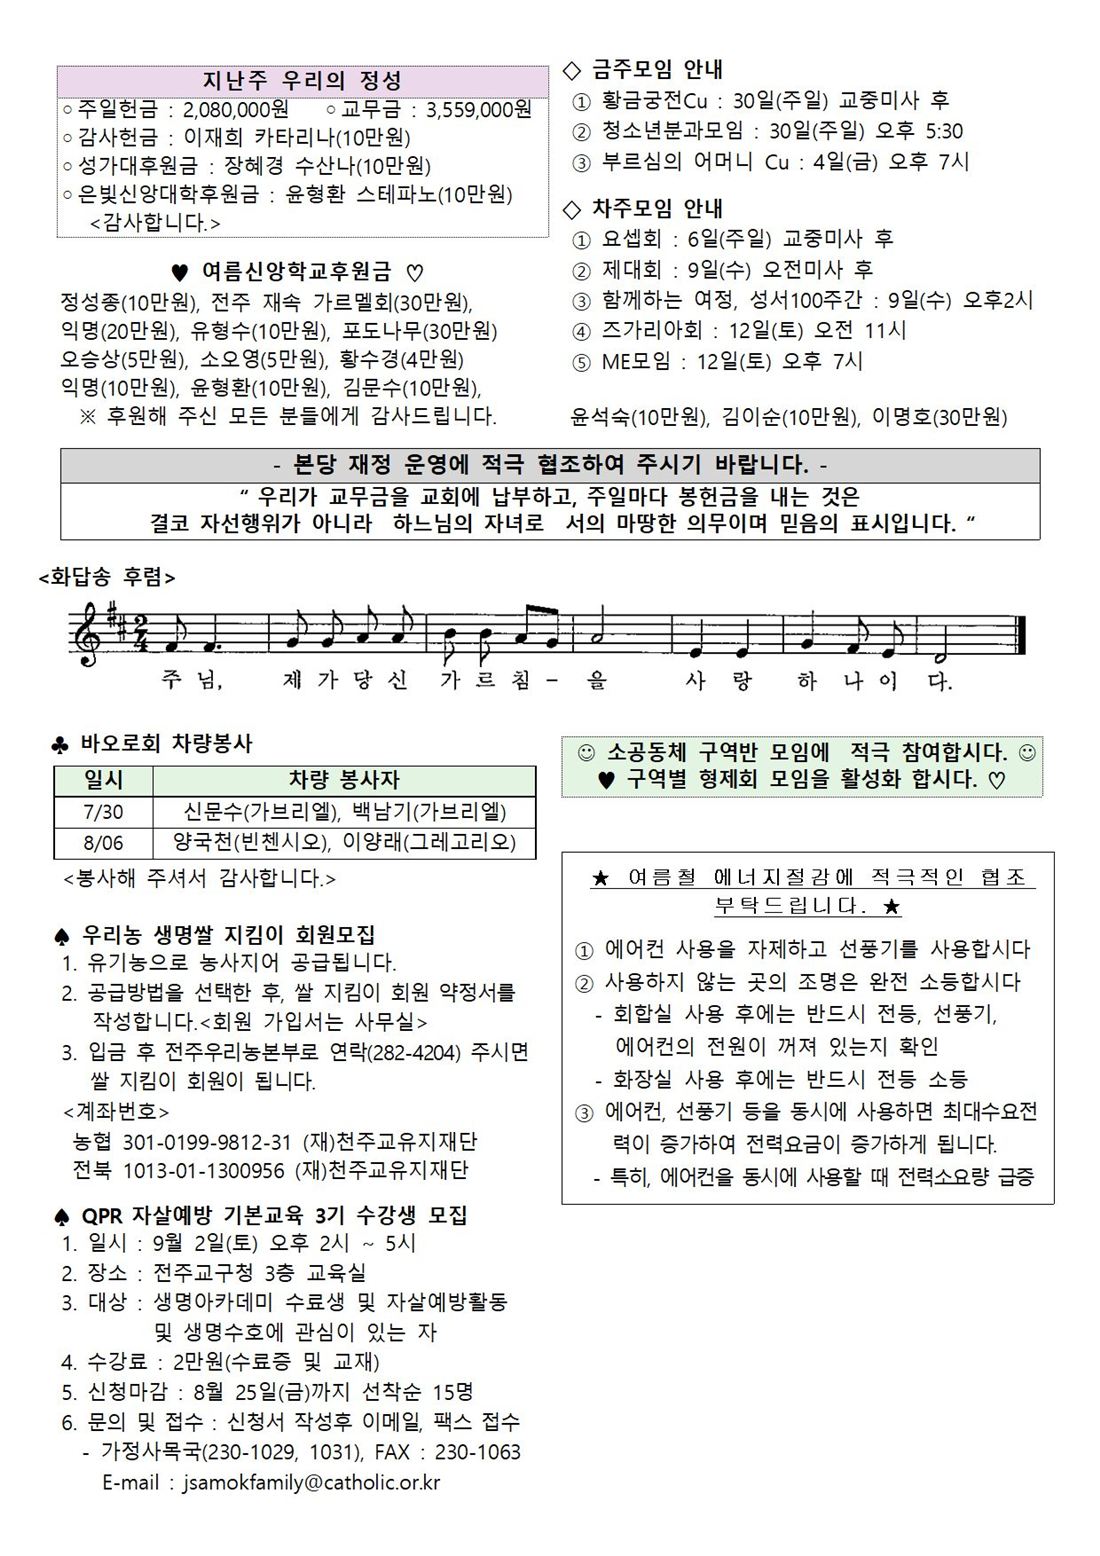 지난주 우리의 정성
○ 주일헌금 : 2,080,000원 ○ 교무금 : 3,559,000원
○ 감사헌금 : 이재희 카타리나(10만원)
○ 성가대후원금 : 장혜경 수산나(10만원)
○ 은빛신앙대학후원금 : 윤형환 스테파노(10만원)
<감사합니다.>
♥ 여름신앙학교후원금 ♡
정성종(10만원), 전주 재속 가르멜회(30만원),
익명(20만원), 유형수(10만원), 포도나무(30만원)
오승상(5만원), 소오영(5만원), 황수경(4만원)
익명(10만원), 윤형환(10만원), 김문수(10만원),
※ 후원해 주신 모든 분들에게 감사드립니다.
◇ 금주모임 안내
① 황금궁전Cu : 30일(주일) 교중미사 후
② 청소년분과모임 : 30일(주일) 오후 5:30
③ 부르심의 어머니 Cu : 4일(금) 오후 7시
◇ 차주모임 안내
① 요셉회 : 6일(주일) 교중미사 후
② 제대회 : 9일(수) 오전미사 후
③ 함께하는 여정, 성서100주간 : 9일(수) 오후2시
④ 즈가리아회 : 12일(토) 오전 11시
⑤ ME모임 : 12일(토) 오후 7시
윤석숙(10만원), 김이순(10만원), 이명호(30만원)
- 본당 재정 운영에 적극 협조하여 주시기 바랍니다. -
“ 우리가 교무금을 교회에 납부하고, 주일마다 봉헌금을 내는 것은
결코 자선행위가 아니라 하느님의 자녀로 서의 마땅한 의무이며 믿음의 표시입니다. “
<화답송 후렴>
2
4
주 님, 제 가 당 신 가 르 침 – 을 사 랑 하 나 이 다.
♣ 바오로회 차량봉사
일시 차량 봉사자
7/30 신문수(가브리엘), 백남기(가브리엘)
8/06 양국천(빈첸시오), 이양래(그레고리오)
<봉사해 주셔서 감사합니다.>
♠ 우리농 생명쌀 지킴이 회원모집
1. 유기농으로 농사지어 공급됩니다.
2. 공급방법을 선택한 후, 쌀 지킴이 회원 약정서를
작성합니다.<회원 가입서는 사무실>
3. 입금 후 전주우리농본부로 연락(282-4204) 주시면
쌀 지킴이 회원이 됩니다.
<계좌번호>
농협 301-0199-9812-31 (재)천주교유지재단
전북 1013-01-1300956 (재)천주교유지재단
♠ QPR 자살예방 기본교육 3기 수강생 모집
1. 일시 : 9월 2일(토) 오후 2시 ~ 5시
2. 장소 : 전주교구청 3층 교육실
3. 대상 : 생명아카데미 수료생 및 자살예방활동
및 생명수호에 관심이 있는 자
4. 수강료 : 2만원(수료증 및 교재)
5. 신청마감 : 8월 25일(금)까지 선착순 15명
6. 문의 및 접수 : 신청서 작성후 이메일, 팩스 접수
- 가정사목국(230-1029, 1031), FAX : 230-1063
E-mail : jsamokfamily@catholic.or.kr
☺ 소공동체 구역반 모임에 적극 참여합시다. ☺
♥ 구역별 형제회 모임을 활성화 합시다. ♡
★ 여름철 에너지절감에 적극적인 협조
부탁드립니다. ★
① 에어컨 사용을 자제하고 선풍기를 사용합시다
② 사용하지 않는 곳의 조명은 완전 소등합시다
- 회합실 사용 후에는 반드시 전등, 선풍기,
에어컨의 전원이 꺼져 있는지 확인
- 화장실 사용 후에는 반드시 전등 소등
③ 에어컨, 선풍기 등을 동시에 사용하면 최대수요전
력이 증가하여 전력요금이 증가하게 됩니다.
- 특히, 에어컨을 동시에 사용할 때 전력소요량 급증